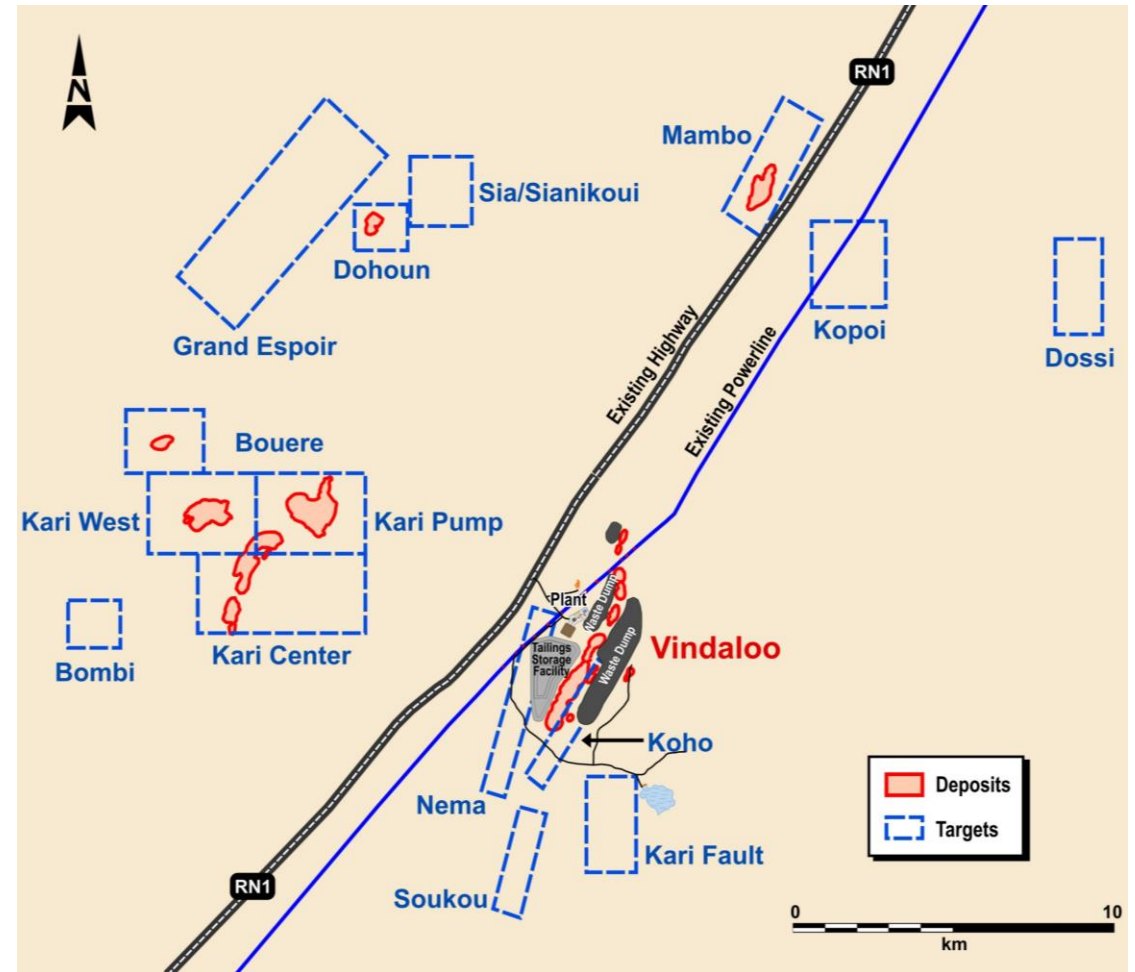 N
RN1
Mambo
Sia/Sianikoui
Dohoun
Grand Espoir
Kopoi
Dossi
Existing Highway
Existing Powerline
Bouere
Kari West
Kari Pump
Bombi
Kari Center
Plant
Waste Dump
Tailings
Storage
Facility
Waste Dump
Vindaloo
Koho
Nema
Kari Fault
Soukou
RN1
Deposits
Targets
0 10
km